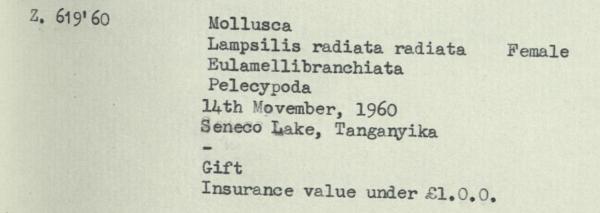 Z. 619'60 Mollusca
Lampsilis radiata radiata Female
Eulamellibranchiata
Pelecypoda
14th Movember, 1960
Seneco Lake, Tanganyika
-
Gift
Insurance value under £1.0.0.